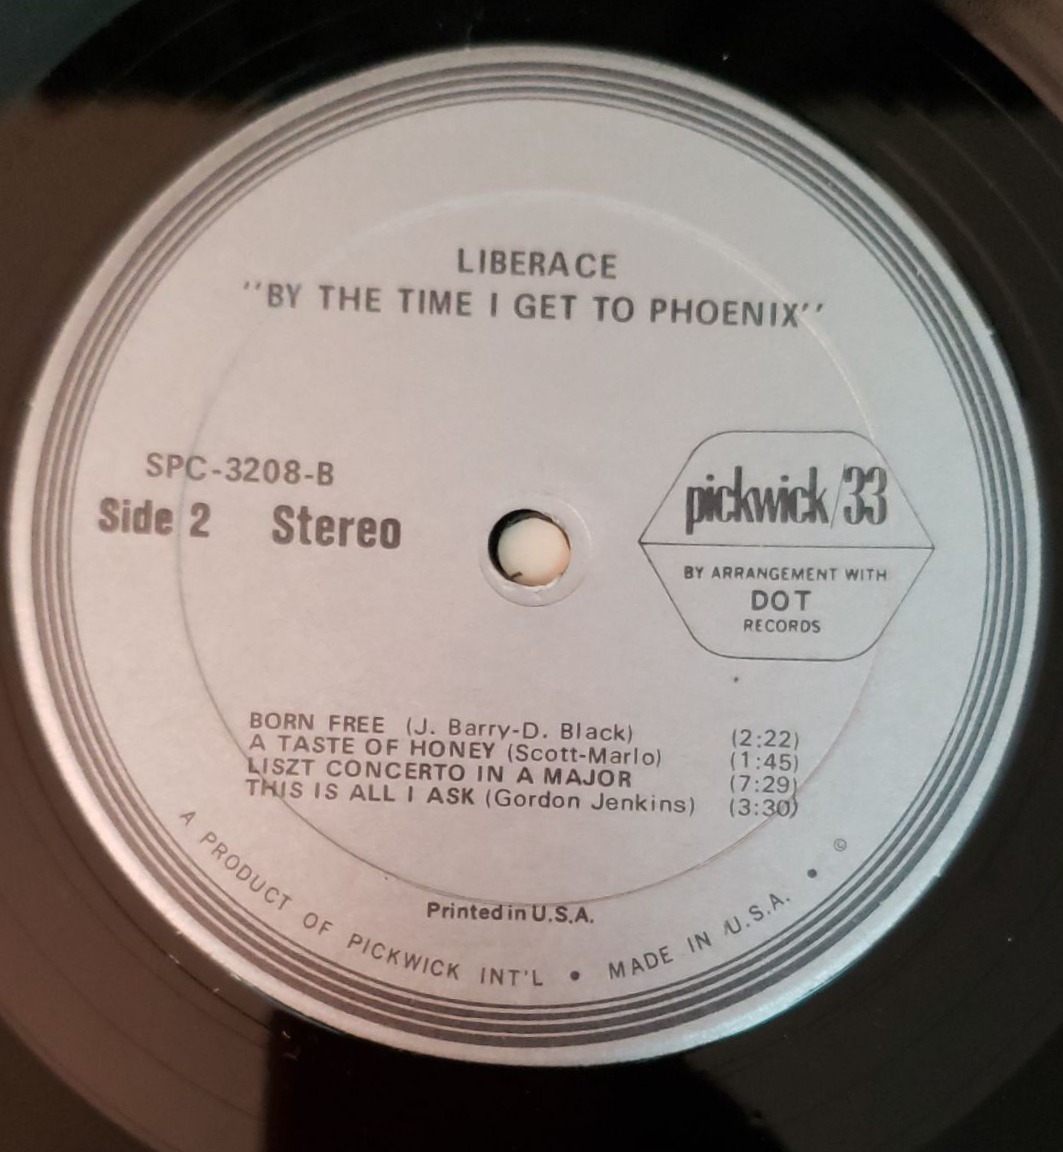 LIBERACE
"BY THE TIME I GET TO PHOENIX"
SPC-3208-B
Side 2 Stereo
pickwick/33
BY ARRANGEMENT WITH
DOT
RECORDS
BORN FREE (J. Barry-D. Black) (2:22)
A TASTE OF HONEY (Scott-Marlo) (1:45)
LISZT CONCERTO IN A MAJOR (7:29)
THIS IS ALL I ASK (Gordon Jenkins) (3:30)
Printed in U.S.A.
A PRODUCT OF PICKWICK INT'L • MADE IN U.S.A. • ©